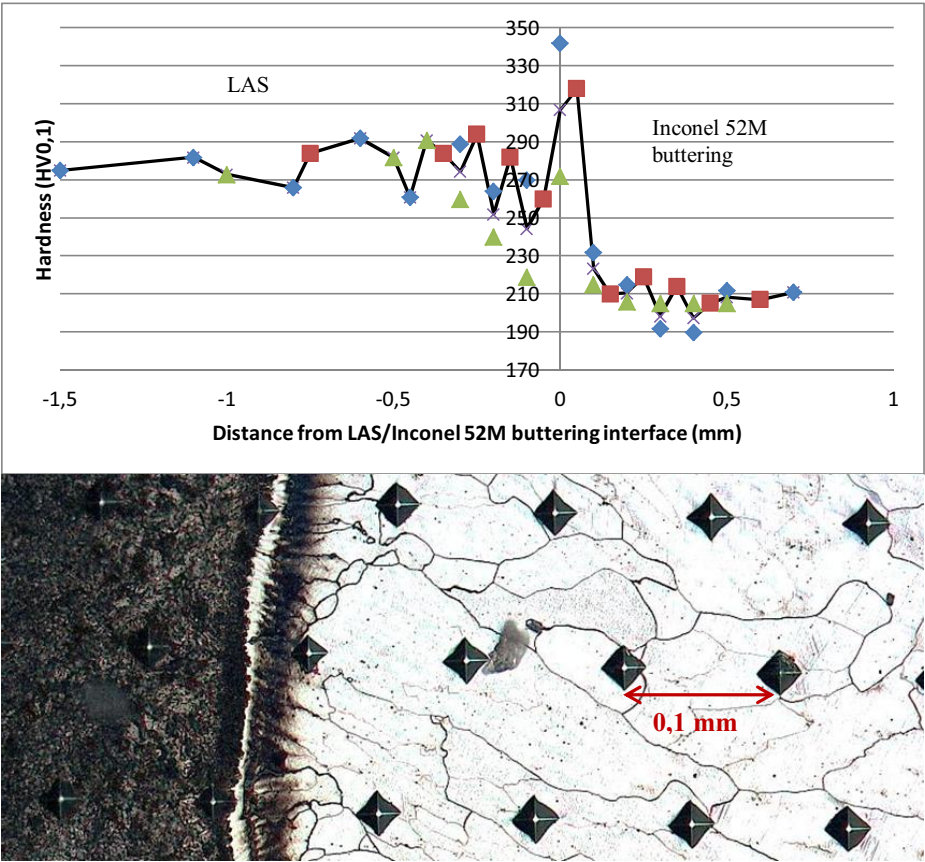 350
330
310
290
270
250
230
210
190
170
Hardness (HV0,1)
LAS
Inconel 52M
buttering
-1,5
-1
-0,5
0
0,5
1
Distance from LAS/Inconel 52M buttering interface (mm)
0,1 mm